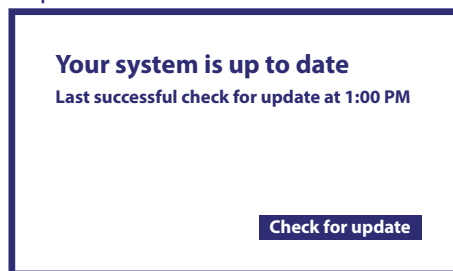 Your system is up to date
Last successful check for update at 1:00 PM
Check for update